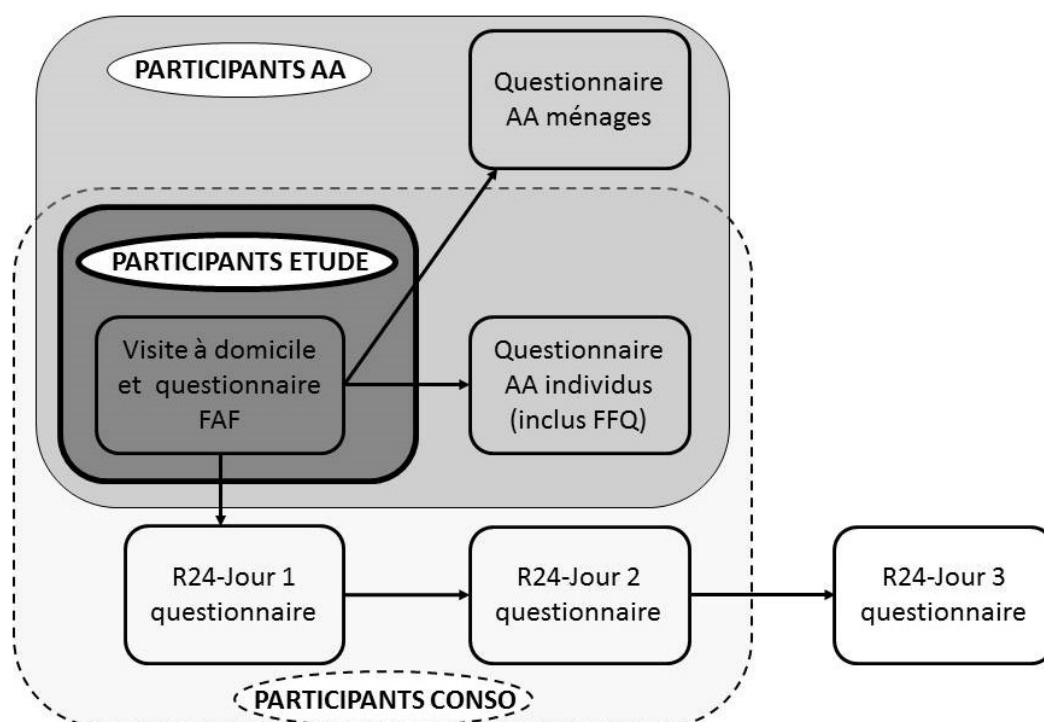 PARTICIPANTS AA
Questionnaire
AA ménages
PARTICIPANTS ETUDE
Visite à domicile
et questionnaire
FAF
Questionnaire
AA individus
(inclus FFQ)
R24-Jour 1
questionnaire
R24-Jour 2
questionnaire
R24-Jour 3
questionnaire
PARTICIPANTS CONSO